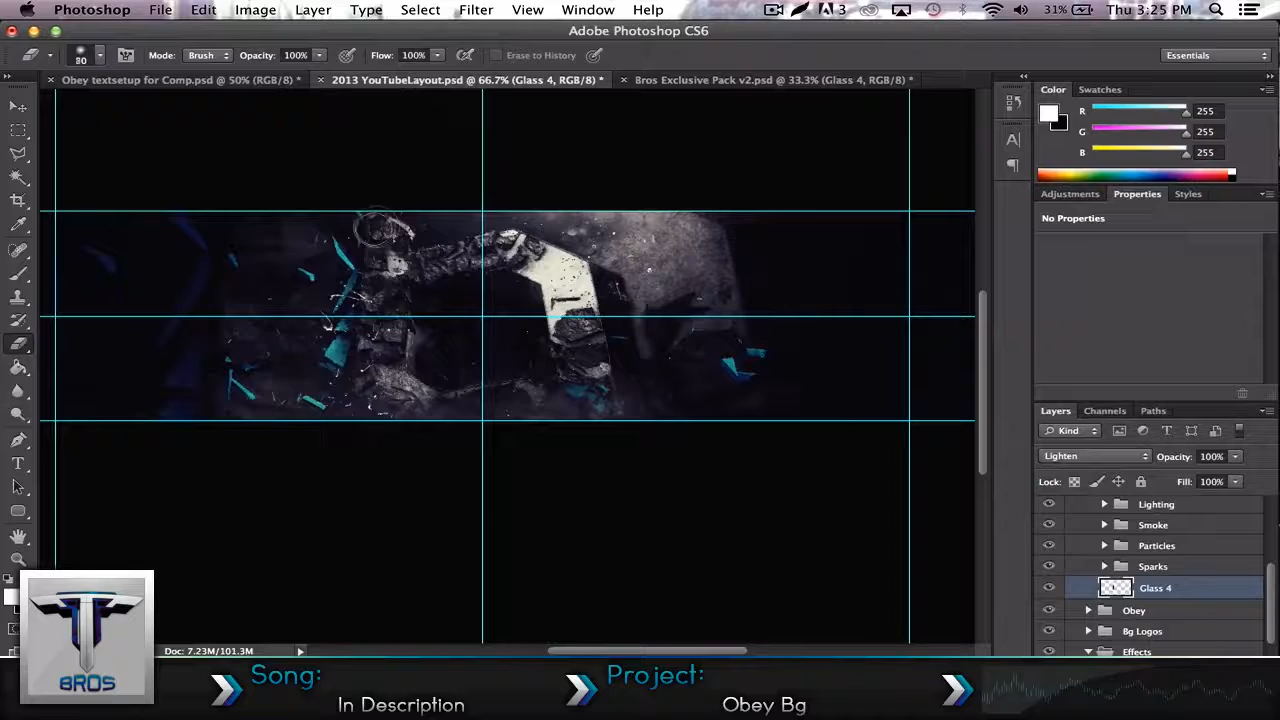 Photoshop File Edit Image Layer Type Select Filter View Window Help 3 31% Thu 3:25 PM
Adobe Photoshop CS6
80 Mode: Brush Opacity: 100% Flow: 100% Erase to History Essentials
Obey textsetup for Comp.psd @ 50% (RGB/8) * 2013 YouTubeLayout.psd @ 66.7% (Glass 4, RGB/8) * Bros Exclusive Pack v2.psd @ 33.3% (Glass 4, RGB/8) *
Color Swatches
R 255
G 255
B 255
Adjustments Properties Styles
No Properties
Layers Channels Paths
Kind
Lighten Opacity: 100%
Lock: Fill: 100%
Lighting
Smoke
Particles
Sparks
Glass 4
Obey
Bg Logos
Effects
Doc: 7.23M/101.3M
BROS
Song:
In Description
Project:
Obey Bg